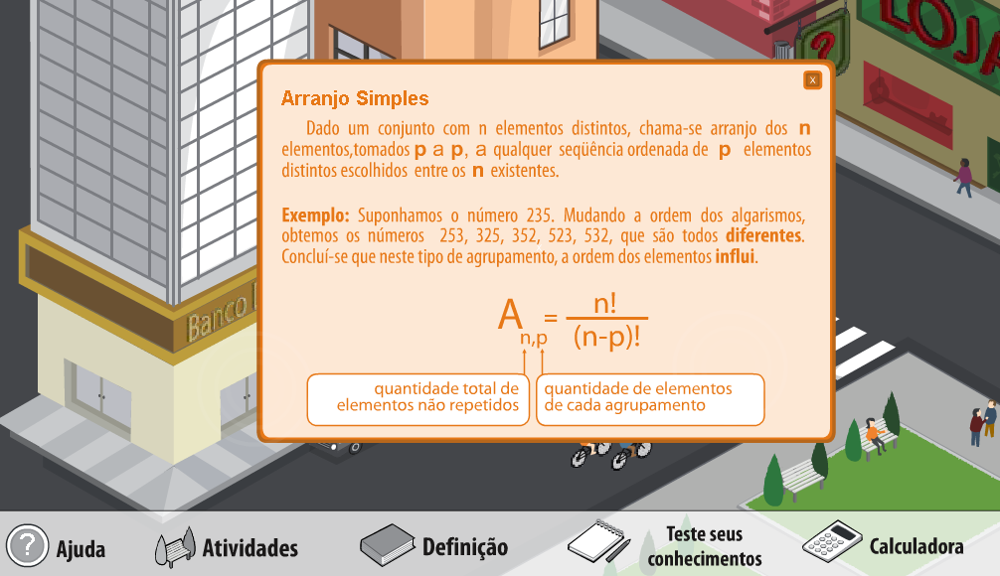 LOJA
?
X
Arranjo Simples
Dado um conjunto com n elementos distintos, chama-se arranjo dos n
elementos,tomados p a p, a qualquer seqüência ordenada de p elementos
distintos escolhidos entre os n existentes.
Exemplo: Suponhamos o número 235. Mudando a ordem dos algarismos,
obtemos os números 253, 325, 352, 523, 532, que são todos diferentes.
Concluí-se que neste tipo de agrupamento, a ordem dos elementos influi.
A n,p = n! / (n-p)!
quantidade total de
elementos não repetidos
quantidade de elementos
de cada agrupamento
Banco
? Ajuda
Atividades
Definição
Teste seus
conhecimentos
Calculadora